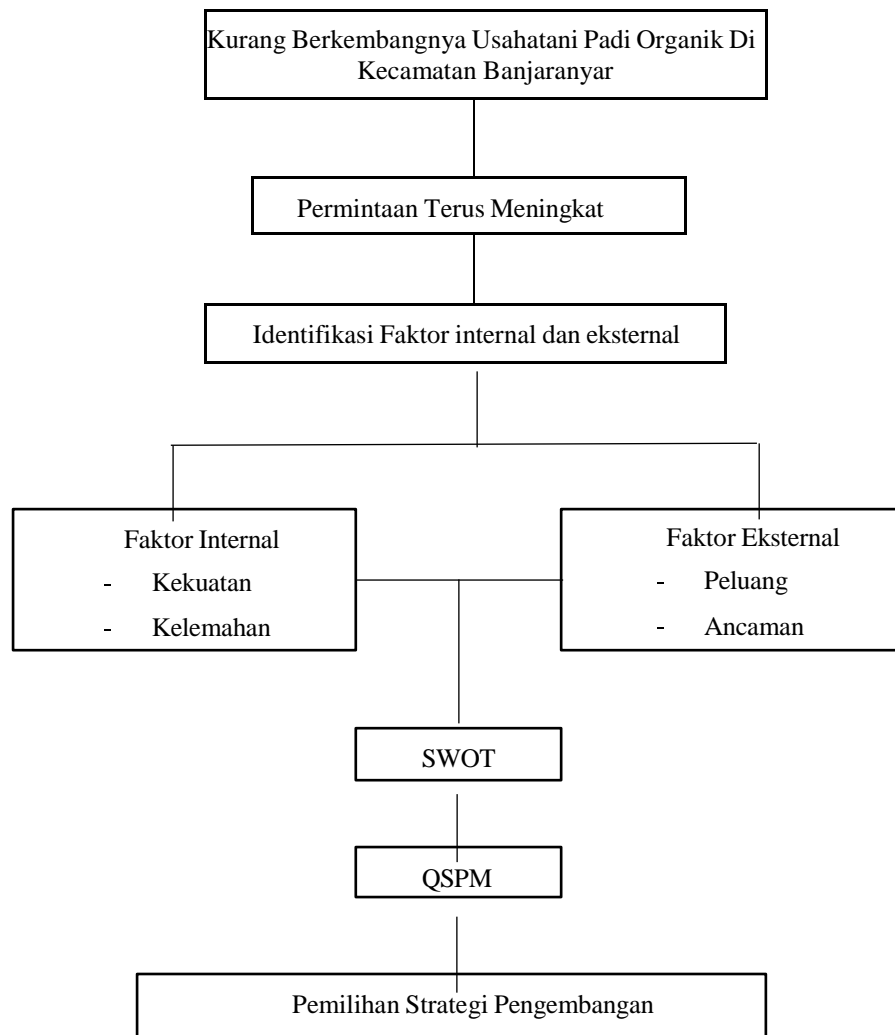 Kurang Berkembangnya Usahatani Padi Organik Di
Kecamatan Banjaranyar
Permintaan Terus Meningkat
Identifikasi Faktor internal dan eksternal
Faktor Internal
- Kekuatan
- Kelemahan
Faktor Eksternal
- Peluang
- Ancaman
SWOT
QSPM
Pemilihan Strategi Pengembangan